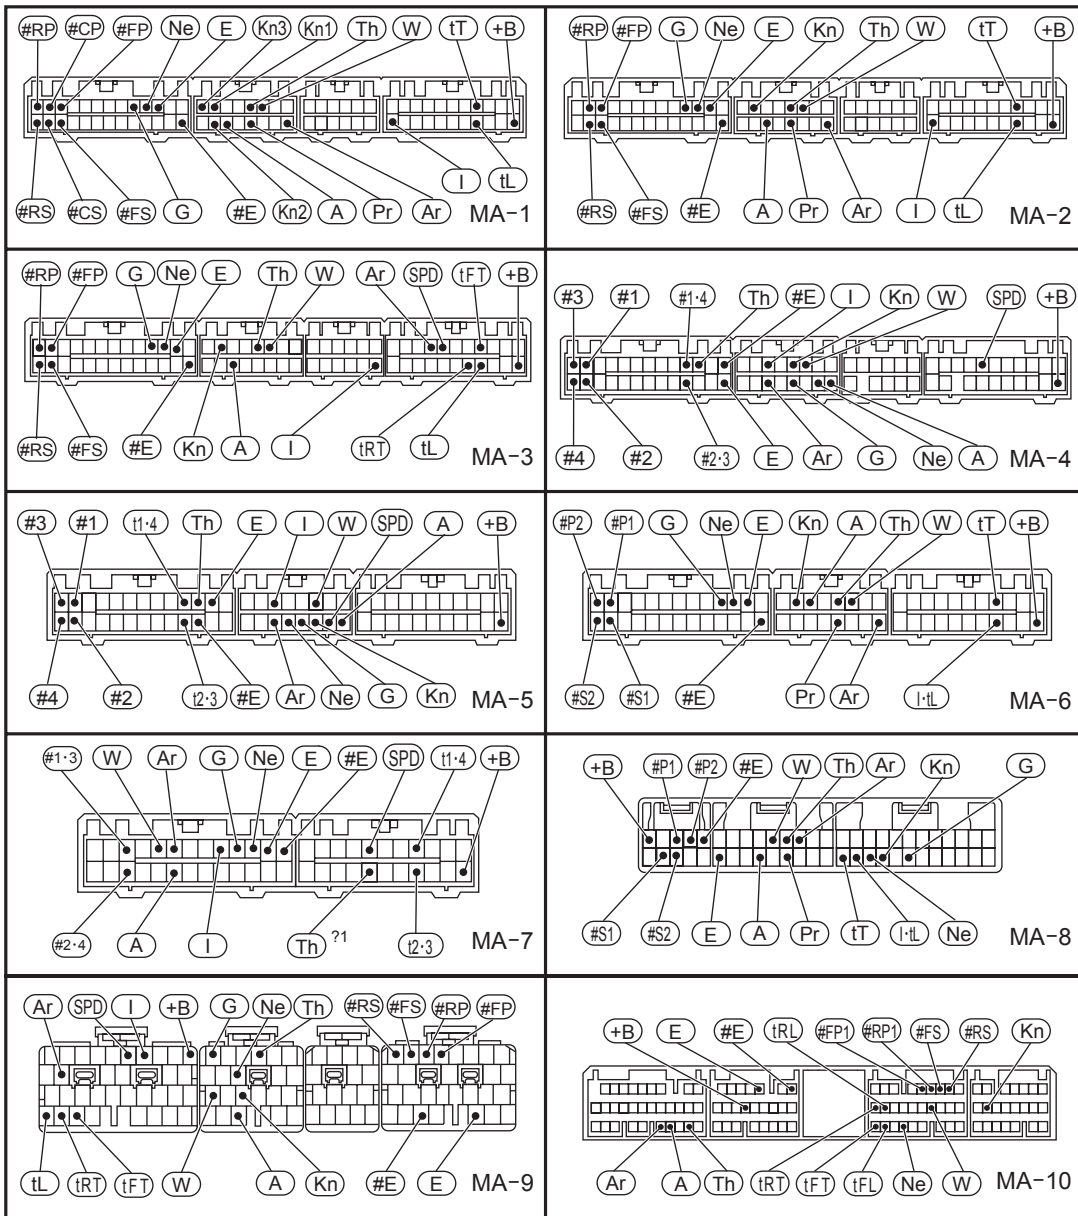 #RP #CP #FP Ne E Kn3 Kn1 Th W tT +B
#RS #CS #FS G #E Kn2 A Pr Ar I tL MA-1
#RP #FP G Ne E Kn Th W tT +B
#RS #FS #E A Pr Ar I tL MA-2
#RP #FP G Ne E Th W Ar SPD tFT +B
#RS #FS #E Kn A I tRT tL MA-3
#3 #1 #1·4 Th #E I Kn W SPD +B
#4 #2 #2·3 E Ar G Ne A MA-4
#3 #1 t1·4 Th E I W SPD A +B
#4 #2 t2·3 #E Ar Ne G Kn MA-5
#P2 #P1 G Ne E Kn A Th W tT +B
#S2 #S1 #E Pr Ar I·tL MA-6
#1·3 W Ar G Ne E #E SPD t1·4 +B
#2·4 A I Th ?1 t2·3 MA-7
+B #P1 #P2 #E W Th Ar Kn G
#S1 #S2 E A Pr tT I·tL Ne MA-8
Ar SPD I +B G Ne Th #RS #FS #RP #FP
tL tRT tFT W A Kn #E E MA-9
+B E #E tRL #FP1 #RP1 #FS #RS Kn
Ar A Th tRT tFT tFL Ne W MA-10